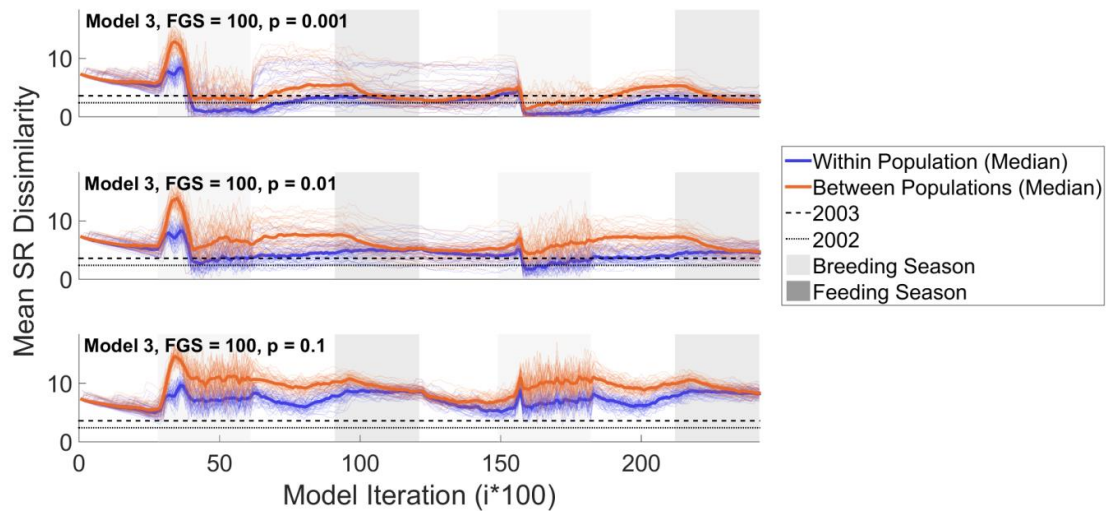 Model 3, FGS = 100, p = 0.001
10
0
Model 3, FGS = 100, p = 0.01
10
0
Mean SR Dissimilarity
Model 3, FGS = 100, p = 0.1
10
0
0 50 100 150 200
Model Iteration (i*100)
Within Population (Median)
Between Populations (Median)
2003
2002
Breeding Season
Feeding Season